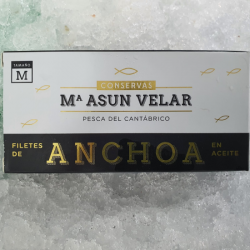 TAMAÑO
M
CONSERVAS
Mª ASUN VELAR
PESCA DEL CANTÁBRICO
FILETES DE ANCHOA EN ACEITE